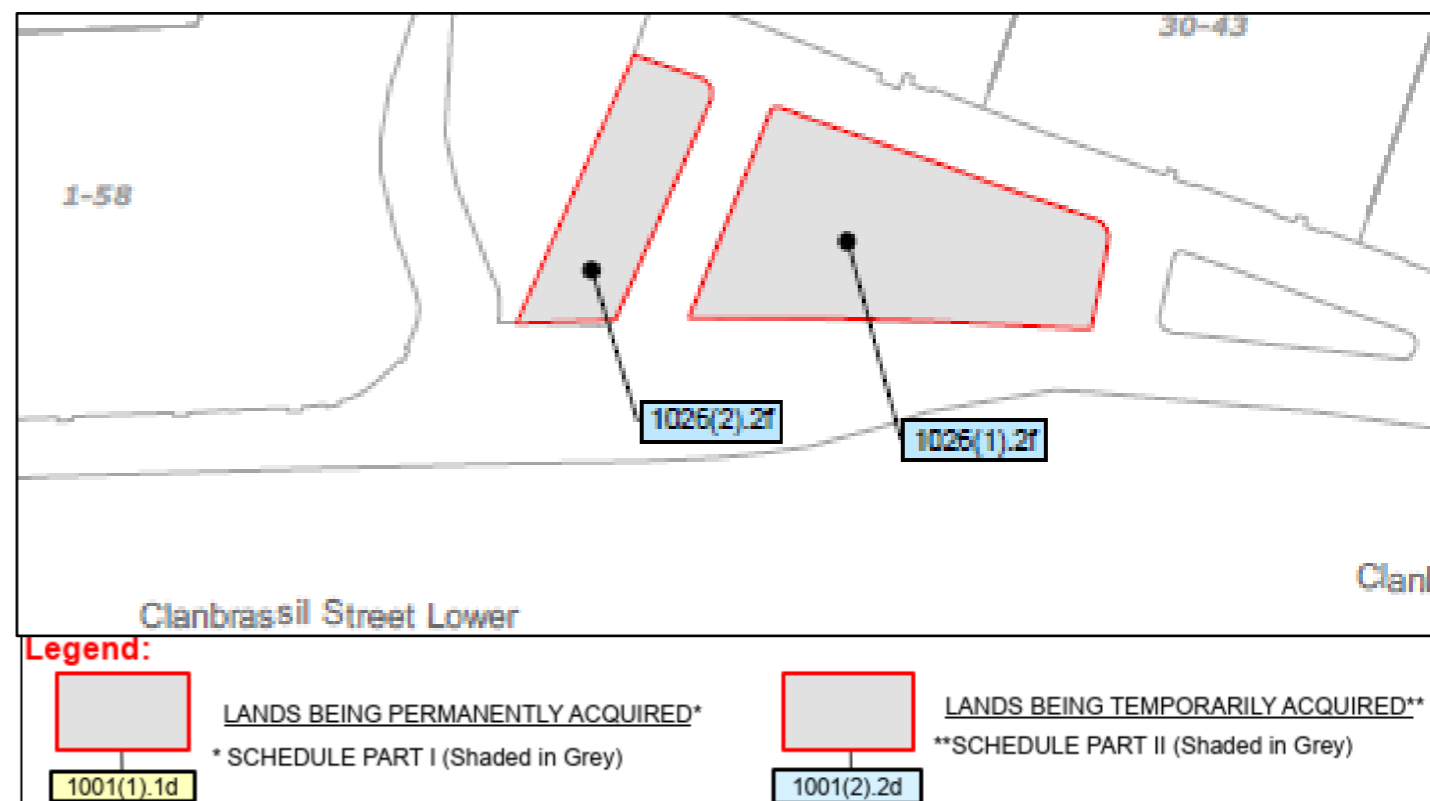 30-43
1-58
1026(2).2f
1026(1).2f
Clanb
Clanbrassil Street Lower
Legend:
LANDS BEING PERMANENTLY ACQUIRED*
* SCHEDULE PART I (Shaded in Grey)
1001(1).1d
LANDS BEING TEMPORARILY ACQUIRED**
**SCHEDULE PART II (Shaded in Grey)
1001(2).2d